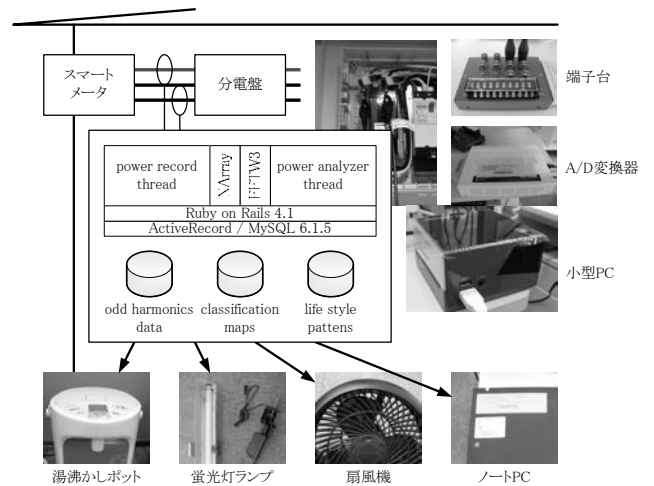 スマート
メータ
分電盤
端子台
A/D変換器
小型PC
power record
thread
NArray
FFTW3
power analyzer
thread
Ruby on Rails 4.1
ActiveRecord / MySQL 6.1.5
odd harmonics
data
classification
maps
life style
pattens
湯沸かしポット
蛍光灯ランプ
扇風機
ノートPC